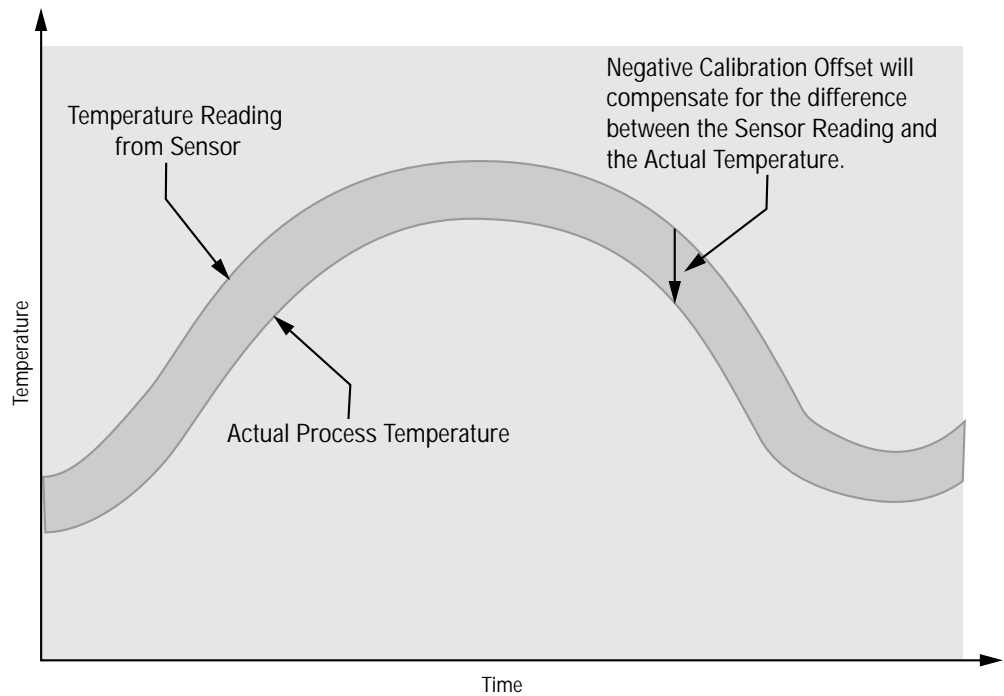 Negative Calibration Offset will
compensate for the difference
between the Sensor Reading and
the Actual Temperature.
Temperature Reading
from Sensor
Actual Process Temperature
Temperature
Time